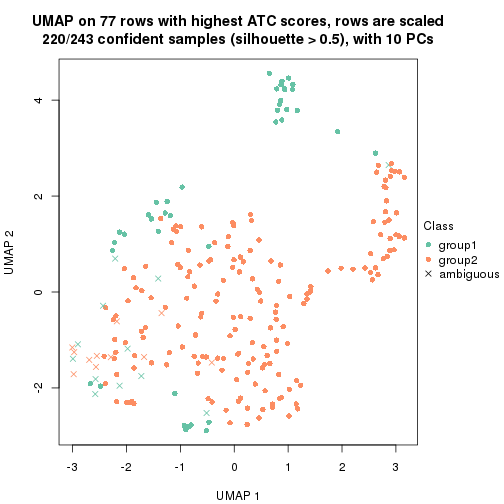 UMAP on 77 rows with highest ATC scores, rows are scaled
220/243 confident samples (silhouette > 0.5), with 10 PCs
4
2
0
-2
UMAP 2
-3 -2 -1 0 1 2 3
UMAP 1
Class
group1
group2
ambiguous